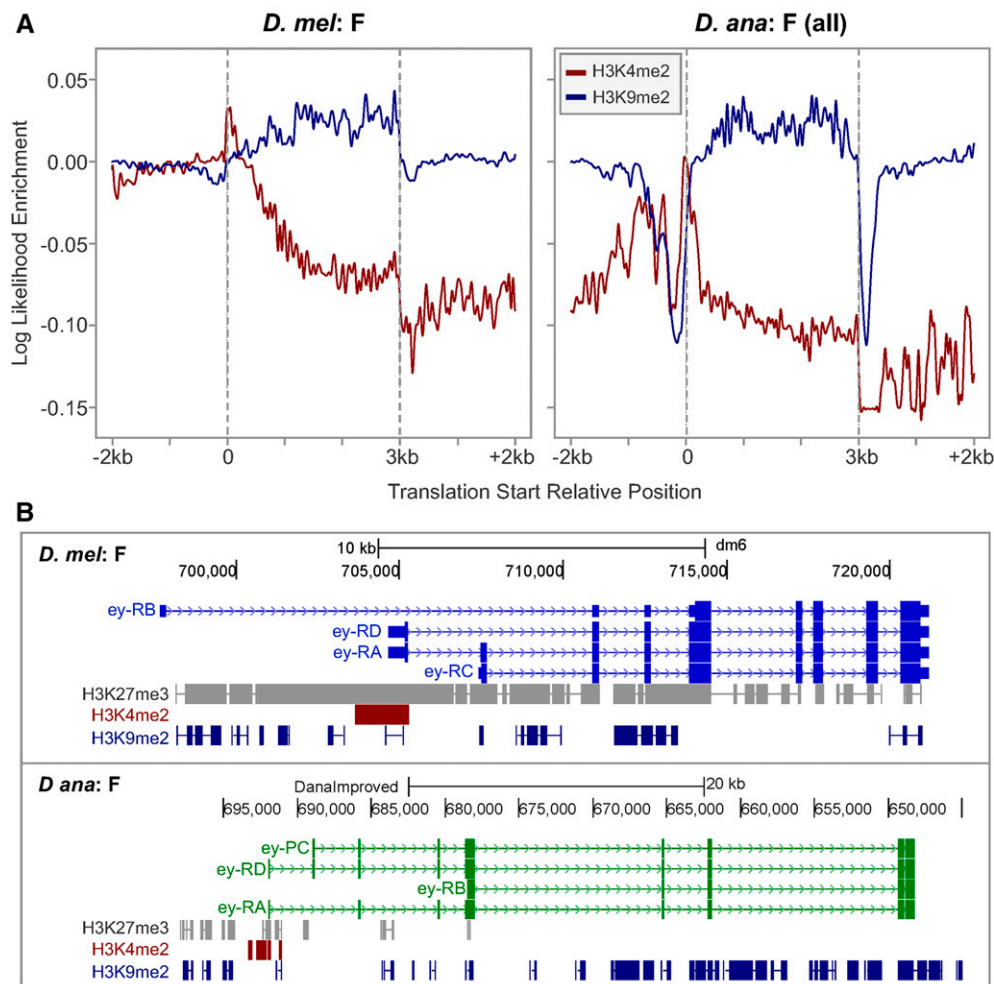 A
D. mel: F
D. ana: F (all)
H3K4me2
H3K9me2
Log Likelihood Enrichment
0.05
0.00
-0.05
-0.10
-0.15
-2kb 0 3kb +2kb
-2kb 0 3kb +2kb
Translation Start Relative Position
B
D. mel: F
10 kb dm6
700,000 705,000 710,000 715,000 720,000
ey-RB
ey-RD
ey-RA
ey-RC
H3K27me3
H3K4me2
H3K9me2
D ana: F
DanaImproved 20 kb
695,000 690,000 685,000 680,000 675,000 670,000 665,000 660,000 655,000 650,000
ey-PC
ey-RD
ey-RB
ey-RA
H3K27me3
H3K4me2
H3K9me2